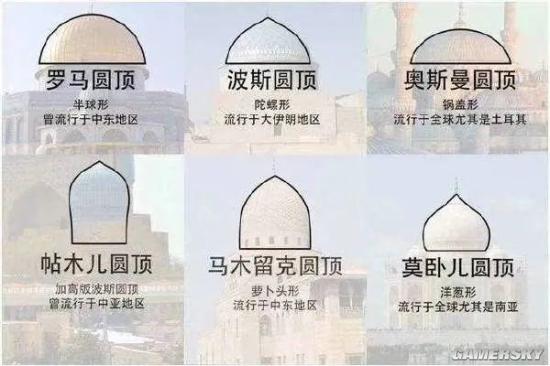 罗马圆顶
半球形
曾流行于中东地区
波斯圆顶
陀螺形
流行于大伊朗地区
奥斯曼圆顶
锅盖形
流行于全球尤其是土耳其
帖木儿圆顶
加高版波斯圆顶
曾流行于中亚地区
马木留克圆顶
萝卜头形
流行于中东地区
莫卧儿圆顶
洋葱形
流行于全球尤其是南亚
GAMERSKY